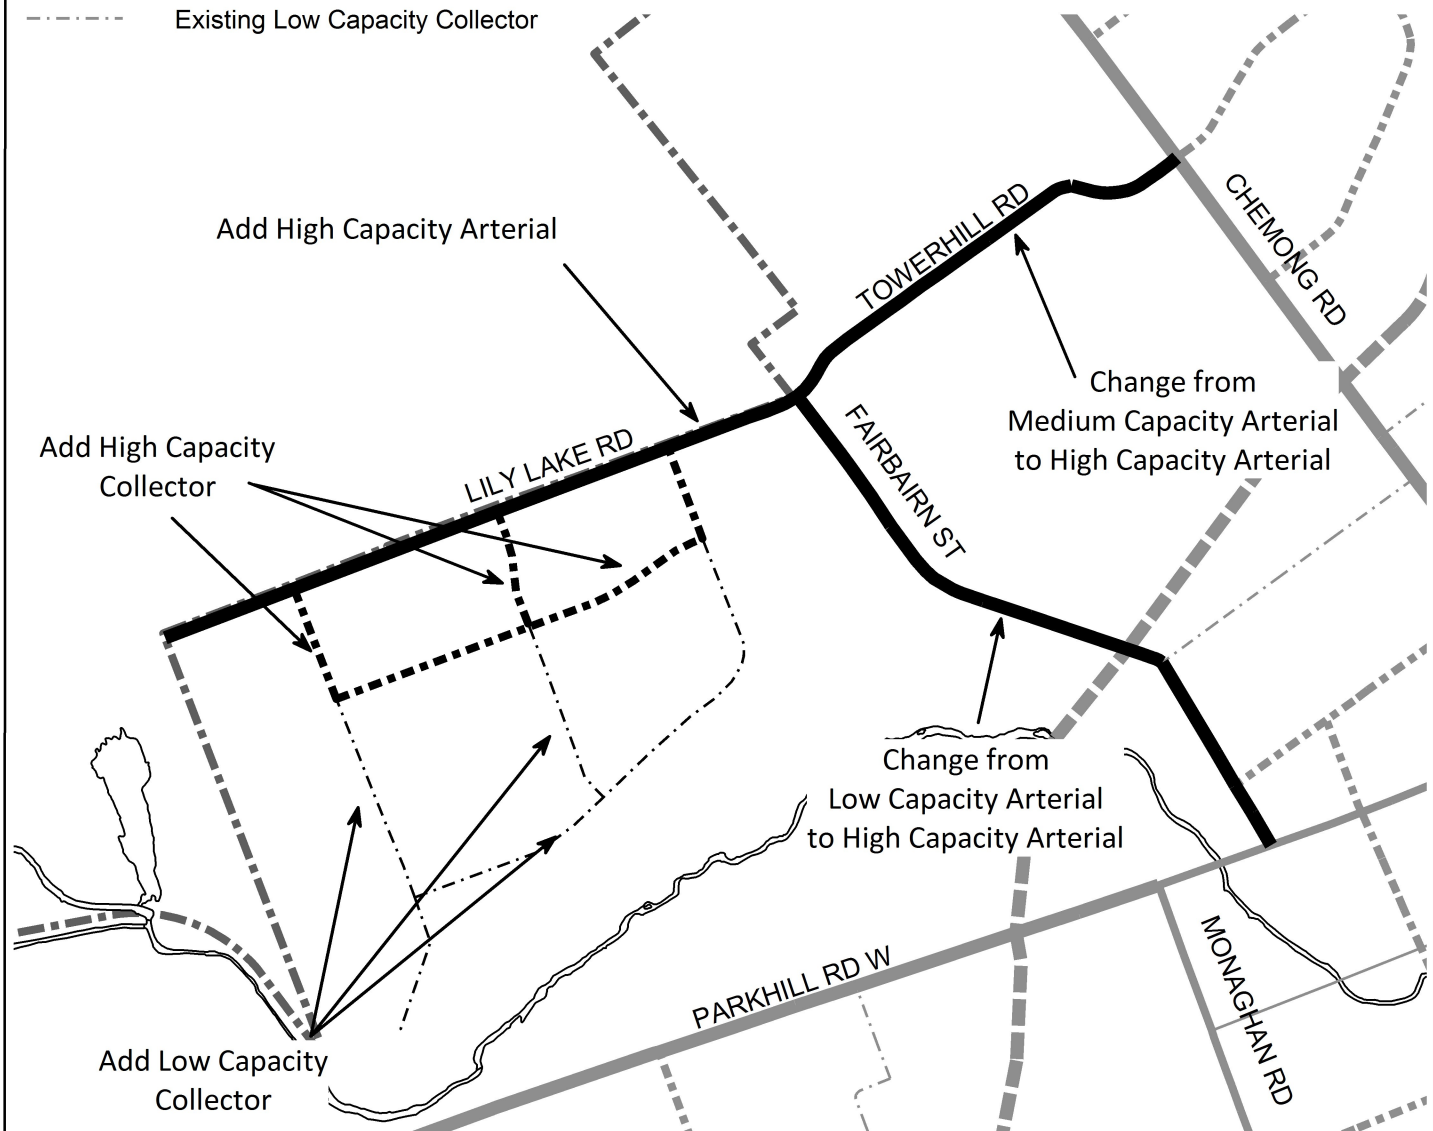 Existing Low Capacity Collector
Add High Capacity Arterial
TOWERHILL RD
CHEMONG RD
Change from
Medium Capacity Arterial
to High Capacity Arterial
Add High Capacity
Collector
LILY LAKE RD
FAIRBAIRN ST
Change from
Low Capacity Arterial
to High Capacity Arterial
PARKHILL RD W
MONAGHAN RD
Add Low Capacity
Collector